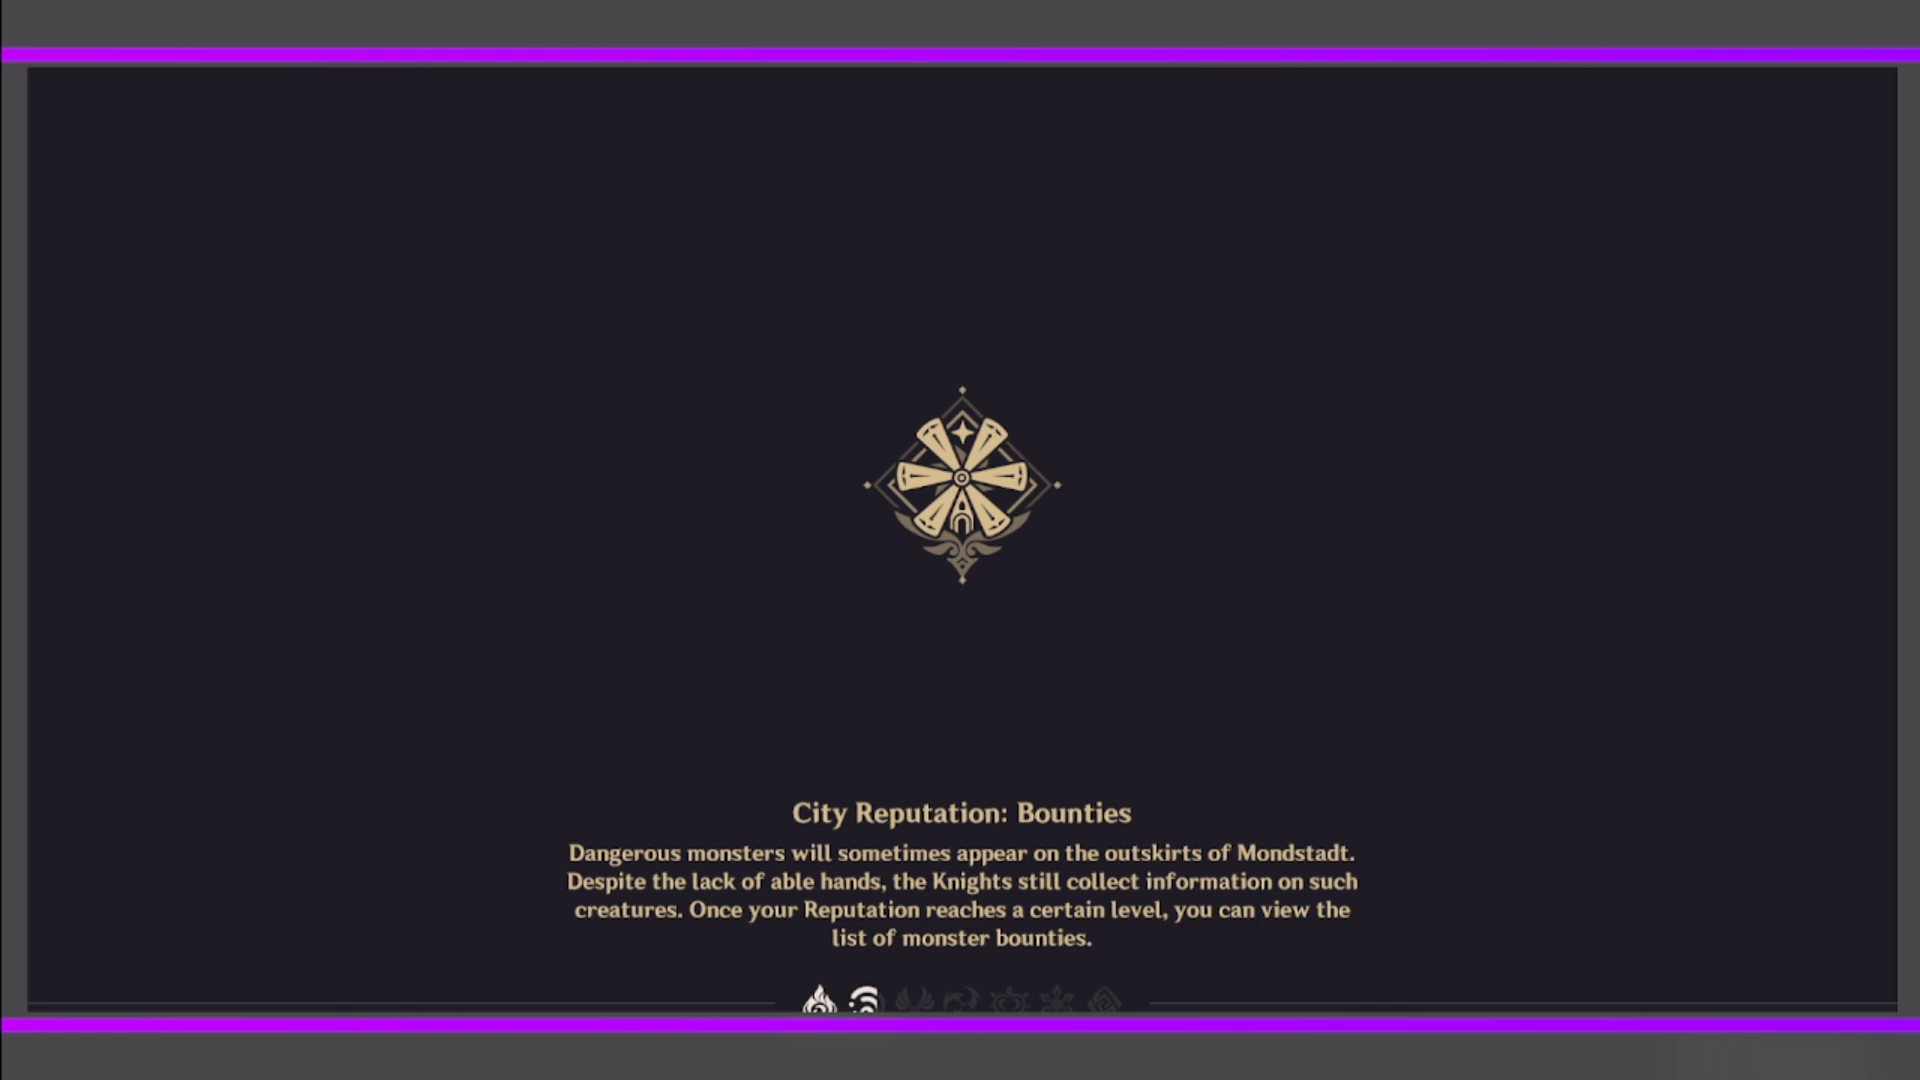 City Reputation: Bounties
Dangerous monsters will sometimes appear on the outskirts of Mondstadt.
Despite the lack of able hands, the Knights still collect information on such
creatures. Once your Reputation reaches a certain level, you can view the
list of monster bounties.